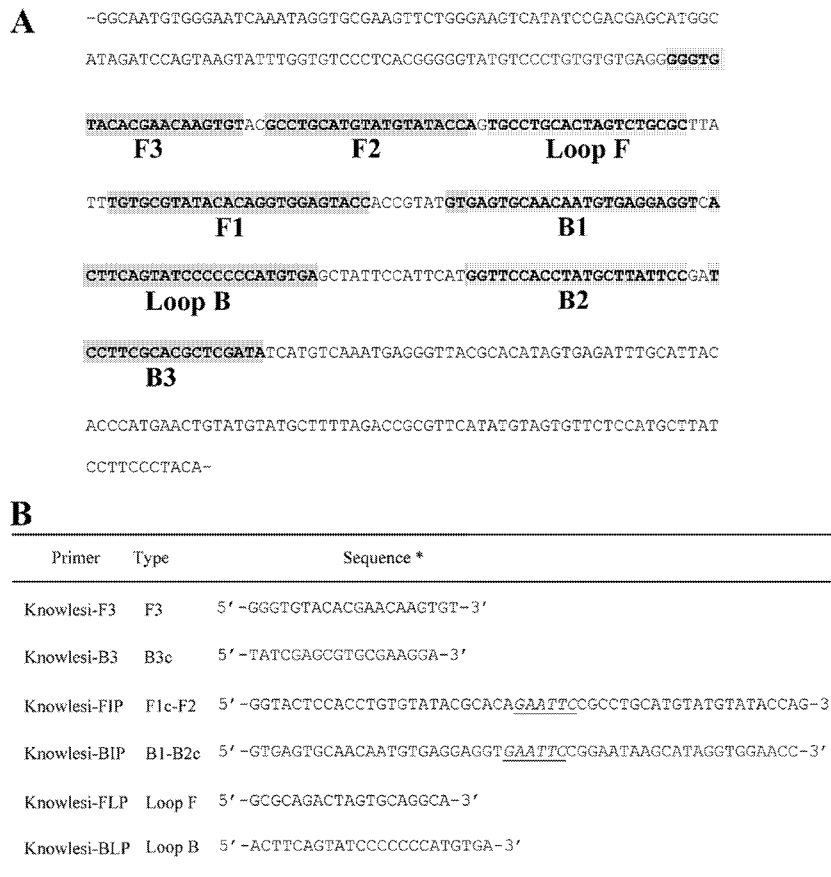 A
~GGCAATGTGGGAATCAAATAGGTGCGAAGTTCTGGGAAGTCATATCCGACGAGCATGGC
ATAGATCCAGTAAGTATTTGGTGTCCCTCACGGGGGTATGTCCCTGTGTGTGAGGGGGTG
TACACGAACAAGTGTACGCCTGCATGTATGTATACCAGTGCCTGCACTAGTCTGCGCTTA
F3 F2 Loop F
TTTGTGCGTATACACAGGTGGAGTACCACCGTATGTGAGTGCAACAATGTGAGGAGGTCA
F1 B1
CTTCAGTATCCCCCCCATGTGAGCTATTCCATTCATGGTTCCACCTATGCTTATTCCGAT
Loop B B2
CCTTCGCACGCTCGATATCATGTCAAATGAGGGTTACGCACATAGTGAGATTTGCATTAC
B3
ACCCATGAACTGTATGTATGCTTTTAGACCGCGTTCATATGTAGTGTTCTCCATGCTTAT
CCTTCCCTACA~
B
Primer Type Sequence *
Knowlesi-F3 F3 5'-GGGTGTACACGAACAAGTGT-3'
Knowlesi-B3 B3c 5'-TATCGAGCGTGCGAAGGA-3'
Knowlesi-FIP F1c-F2 5'-GGTACTCCACCTGTGTATACGCACAGAATTCCGCCTGCATGTATGTATACCAG-3
Knowlesi-BIP B1-B2c 5'-GTGAGTGCAACAATGTGAGGAGGTGAATTCCGGAATAAGCATAGGTGGAACC-3'
Knowlesi-FLP Loop F 5'-GCGCAGACTAGTGCAGGCA-3'
Knowlesi-BLP Loop B 5'-ACTTCAGTATCCCCCCCATGTGA-3'